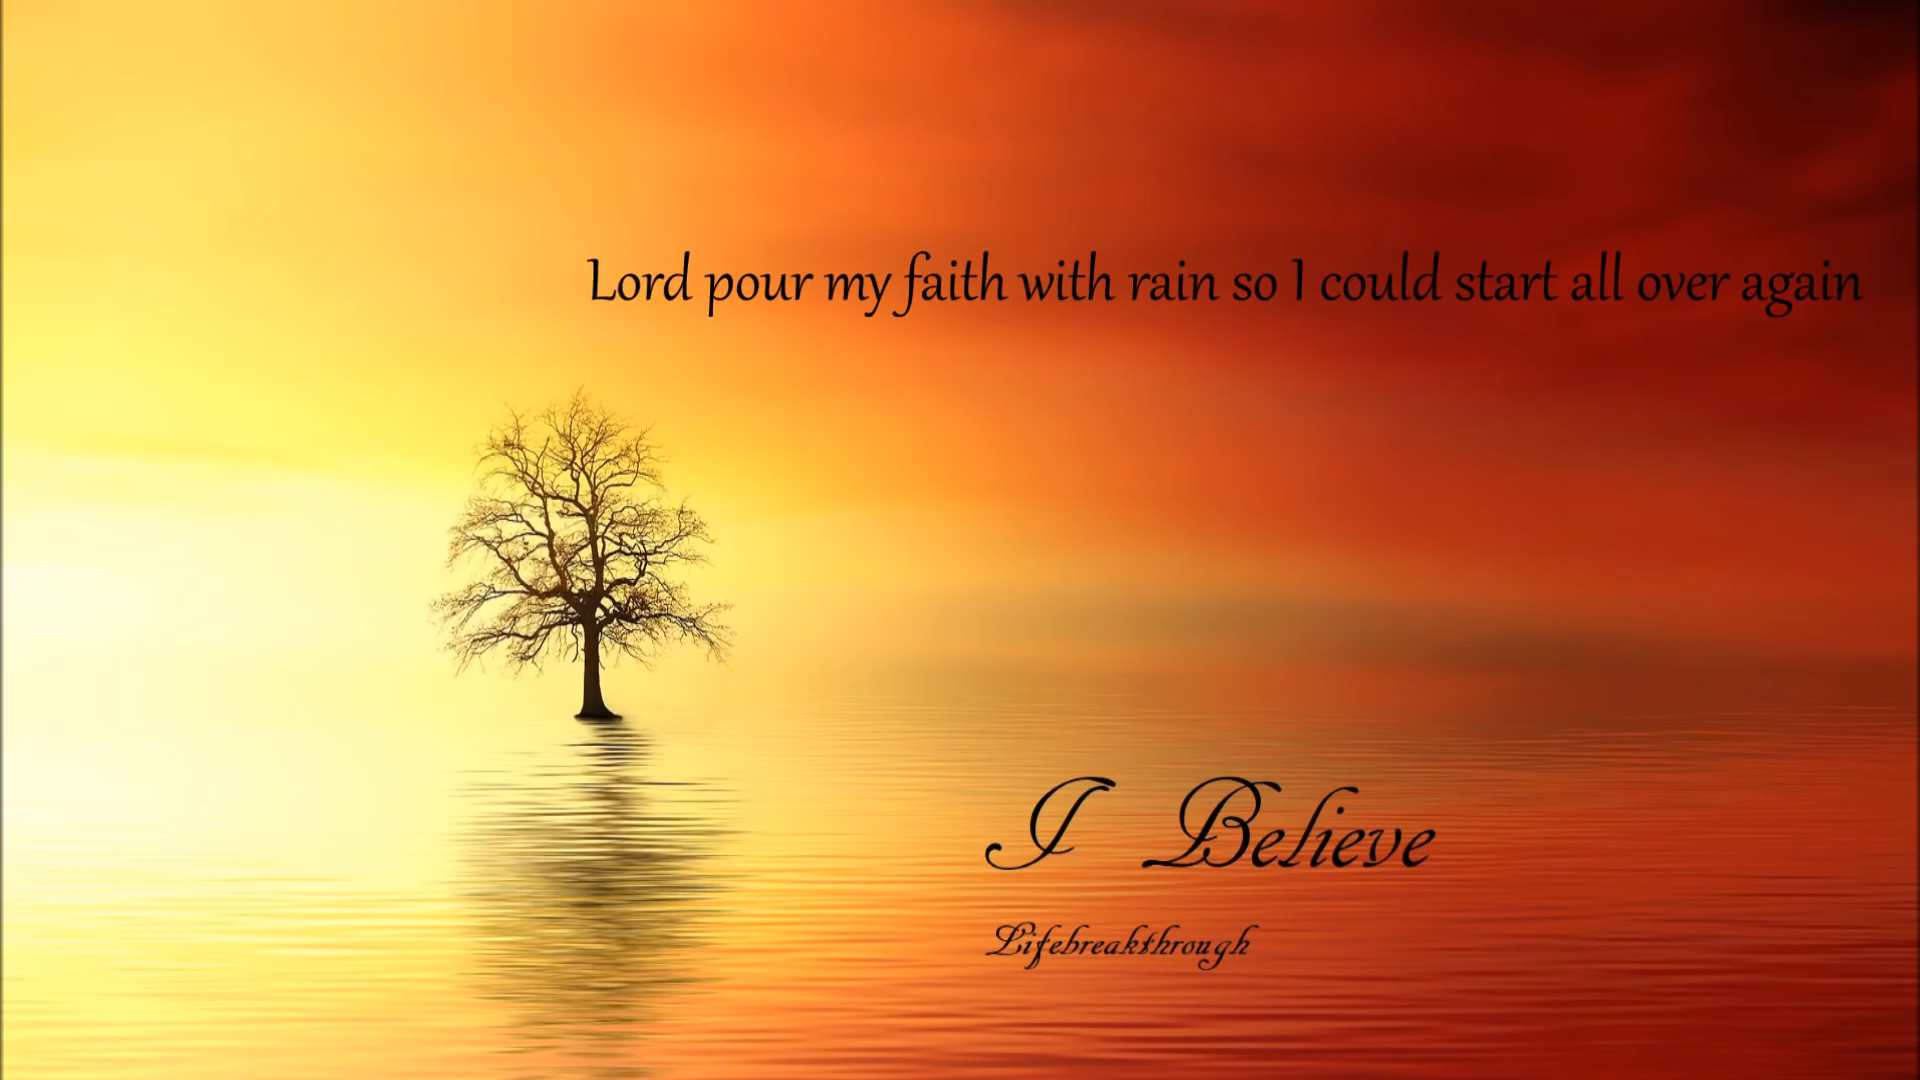 Lord pour my faith with rain so I could start all over again
I Believe
Lifebreakthrough